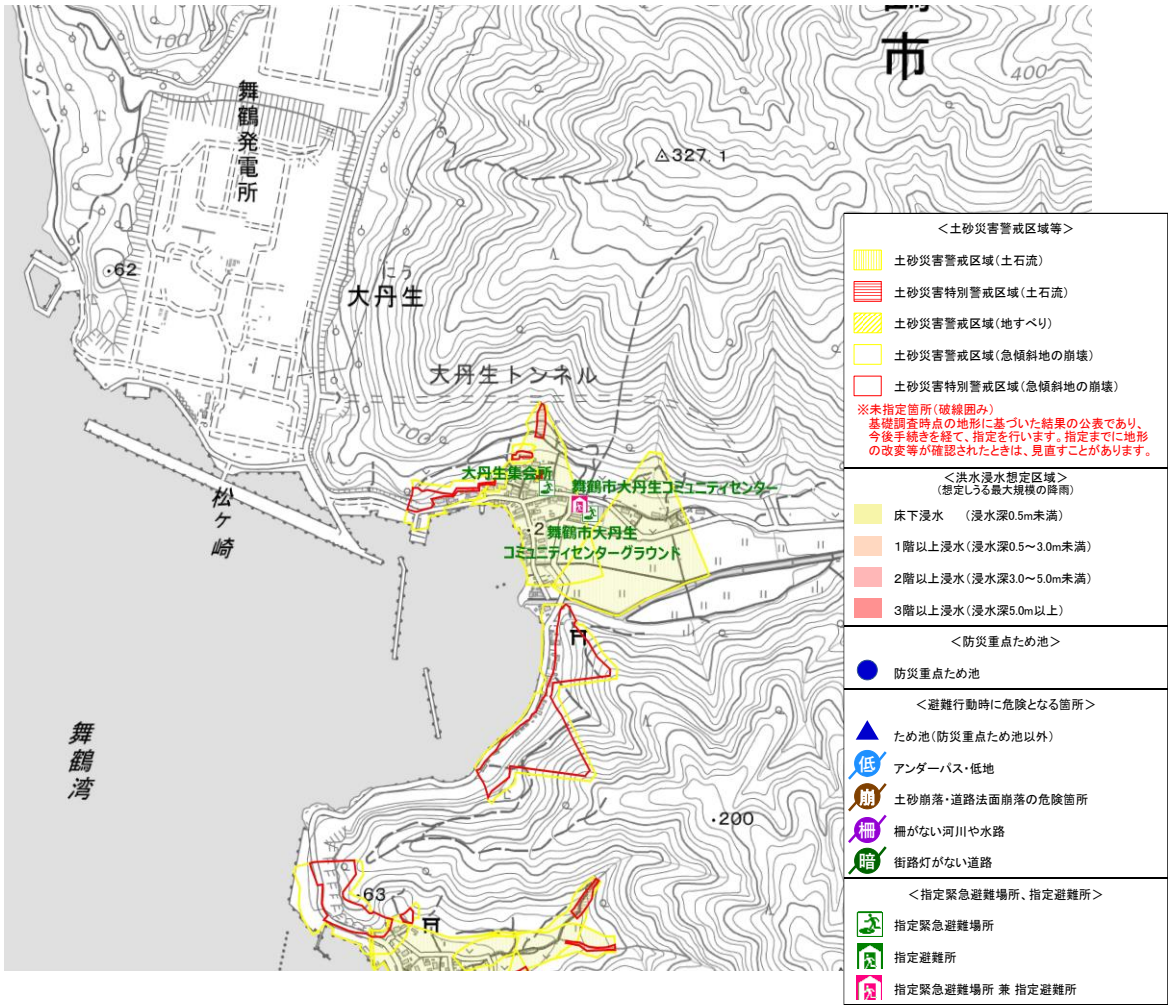 市
400
100
舞鶴発電所
△327.1
62
にう
大丹生
大丹生トンネル
100
大丹生集会所
舞鶴市大丹生コミュニティセンター
・2
舞鶴市大丹生
コミュニティセンターグラウンド
松ヶ崎
舞鶴湾
・200
・63
＜土砂災害警戒区域等＞
土砂災害警戒区域(土石流)
土砂災害特別警戒区域(土石流)
土砂災害警戒区域(地すべり)
土砂災害警戒区域(急傾斜地の崩壊)
土砂災害特別警戒区域(急傾斜地の崩壊)
※未指定箇所(破線囲み)
基礎調査時点の地形に基づいた結果の公表であり、
今後手続きを経て、指定を行います。指定までに地形
の改変等が確認されたときは、見直すことがあります。
＜洪水浸水想定区域＞
(想定しうる最大規模の降雨)
床下浸水　(浸水深0.5m未満)
1階以上浸水(浸水深0.5～3.0m未満)
2階以上浸水(浸水深3.0～5.0m未満)
3階以上浸水(浸水深5.0m以上)
＜防災重点ため池＞
防災重点ため池
＜避難行動時に危険となる箇所＞
ため池(防災重点ため池以外)
低 アンダーパス・低地
崩 土砂崩落・道路法面崩落の危険箇所
柵 柵がない河川や水路
暗 街路灯がない道路
＜指定緊急避難場所、指定避難所＞
指定緊急避難場所
指定避難所
指定緊急避難場所 兼 指定避難所